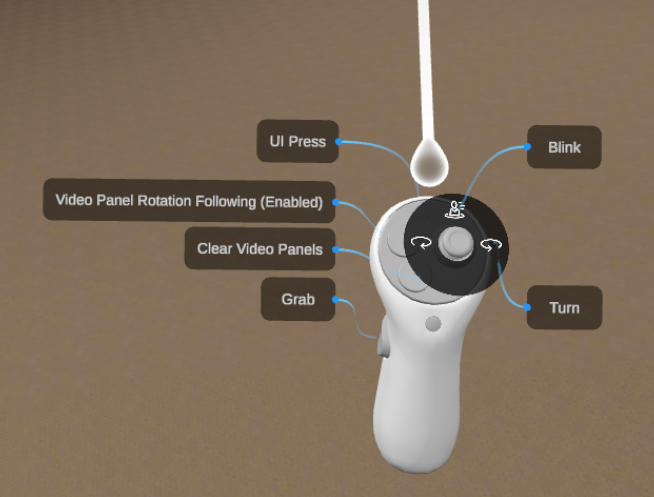 UI Press
Blink
Video Panel Rotation Following (Enabled)
Clear Video Panels
Grab
Turn